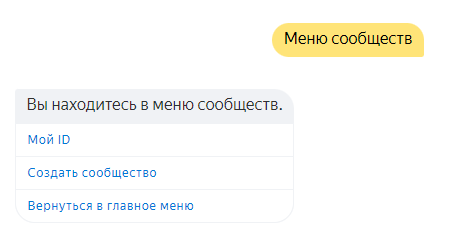 Меню сообществ
Вы находитесь в меню сообществ.
Мой ID
Создать сообщество
Вернуться в главное меню